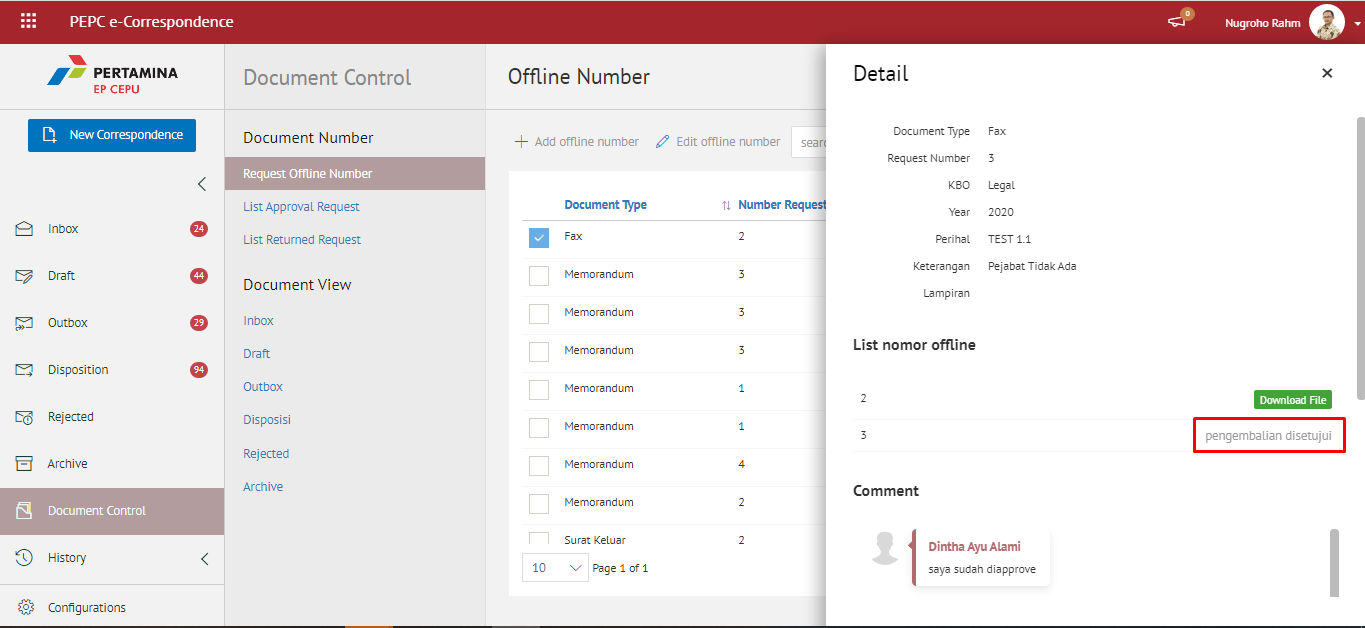 PEPC e-Correspondence
0
Nugroho Rahm
PERTAMINA
EP CEPU
New Correspondence
Inbox 24
Draft 44
Outbox 29
Disposition 94
Rejected
Archive
Document Control
History
Configurations
Document Control
Document Number
Request Offline Number
List Approval Request
List Returned Request
Document View
Inbox
Draft
Outbox
Disposisi
Rejected
Archive
Offline Number
Add offline number Edit offline number searc
Document Type Number Request
Fax 2
Memorandum 3
Memorandum 3
Memorandum 3
Memorandum 1
Memorandum 1
Memorandum 4
Memorandum 2
Surat Keluar 2
10 Page 1 of 1
Detail
Document Type Fax
Request Number 3
KBO Legal
Year 2020
Perihal TEST 1.1
Keterangan Pejabat Tidak Ada
Lampiran
List nomor offline
2 Download File
3 pengembalian disetujui
Comment
Dintha Ayu Alami
saya sudah diapprove